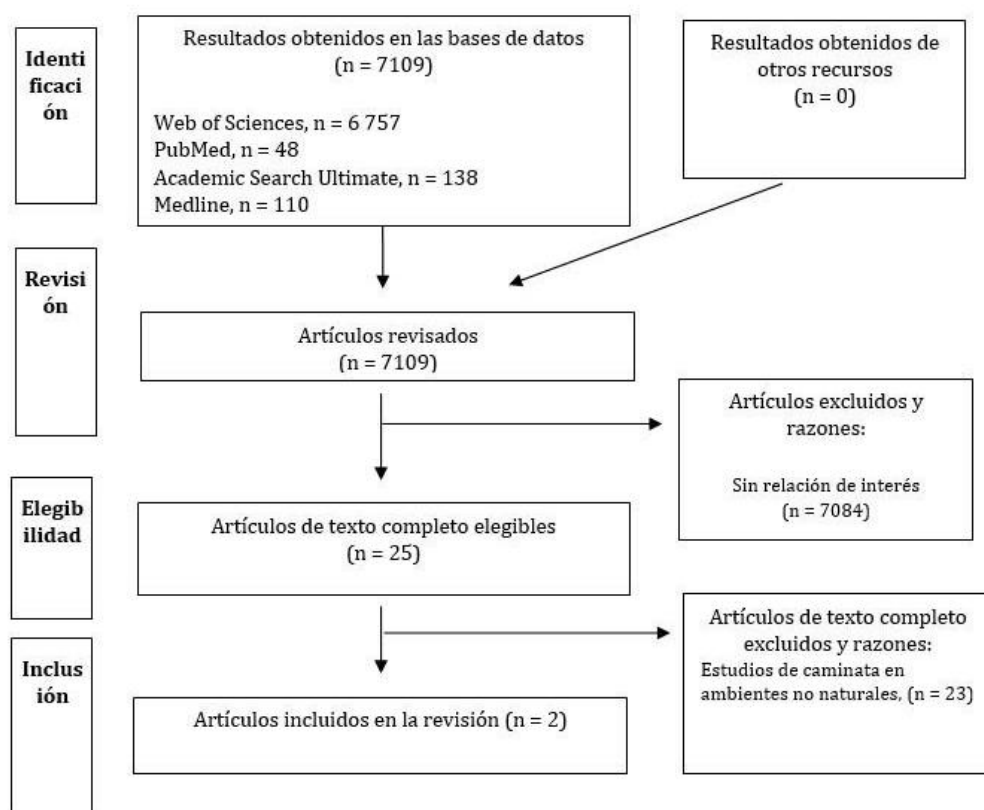 Identi
ficaci
ón
Resultados obtenidos en las bases de datos
(n = 7109)
Web of Sciences, n = 6 757
PubMed, n = 48
Academic Search Ultimate, n = 138
Medline, n = 110
Resultados obtenidos de
otros recursos
(n = 0)
Revisi
ón
Artículos revisados
(n = 7109)
Artículos excluidos y
razones:
Sin relación de interés
(n = 7084)
Elegib
ilidad
Artículos de texto completo elegibles
(n = 25)
Artículos de texto completo
excluidos y razones:
Estudios de caminata en
ambientes no naturales, (n = 23)
Inclus
ión
Artículos incluidos en la revisión (n = 2)